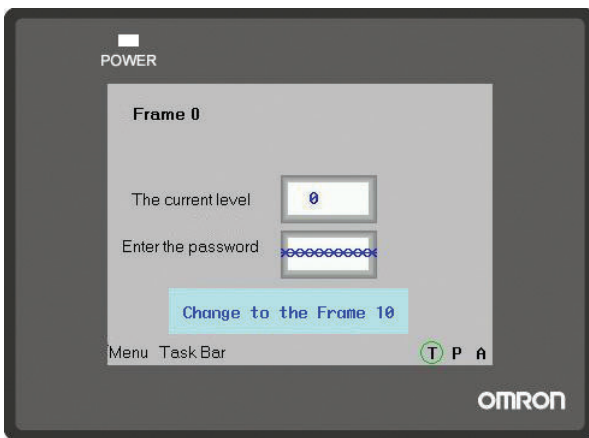 POWER
Frame 0
The current level 0
Enter the password xxxxxxxxxx
Change to the Frame 10
Menu Task Bar T P A
OMRON